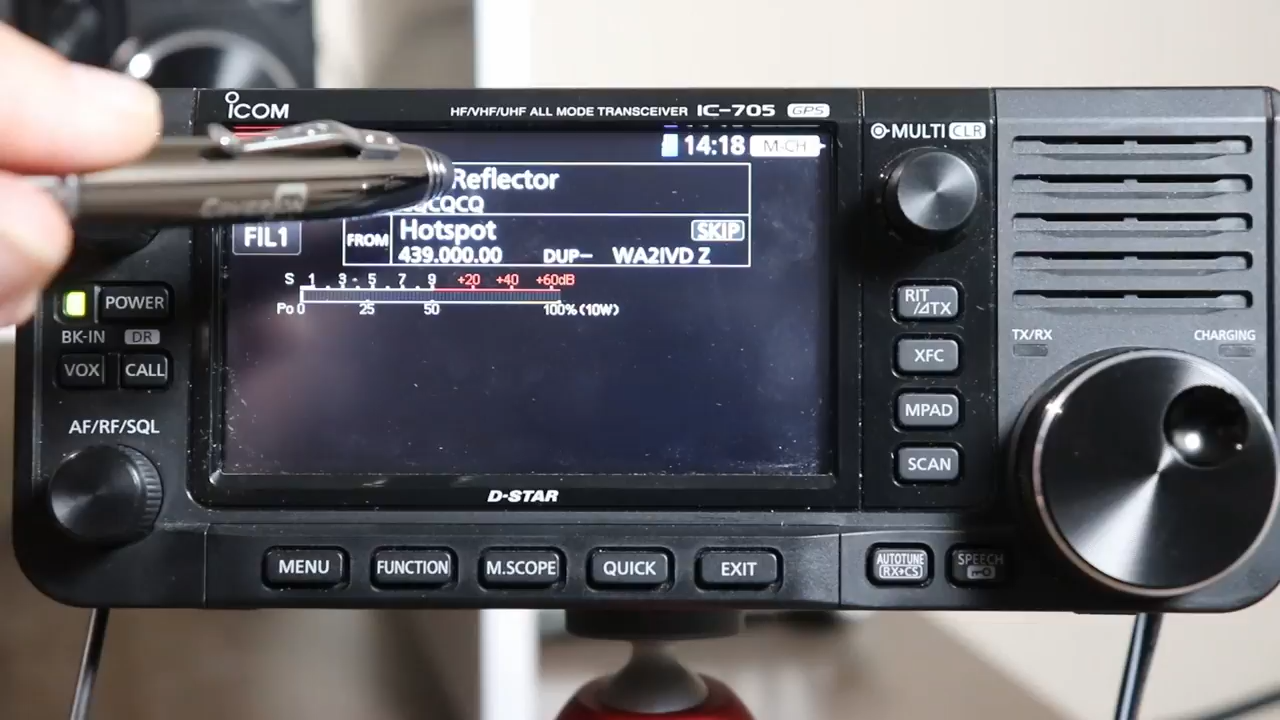 ICOM
HF/VHF/UHF ALL MODE TRANSCEIVER IC-705 GPS
14:18 M-CH
Reflector
QCQCQ
FIL1
FROM Hotspot SKIP
439.000.00 DUP– WA2IVD Z
S 1 . 3 - 5 . 7 . 9 +20 +40 +60dB
Po 0 25 50 100% (10W)
D-STAR
MULTI CLR
POWER
BK-IN DR
VOX CALL
AF/RF/SQL
RIT/⊿TX
XFC
MPAD
SCAN
TX/RX CHARGING
MENU FUNCTION M.SCOPE QUICK EXIT
AUTOTUNE SPEECH
RX+CS